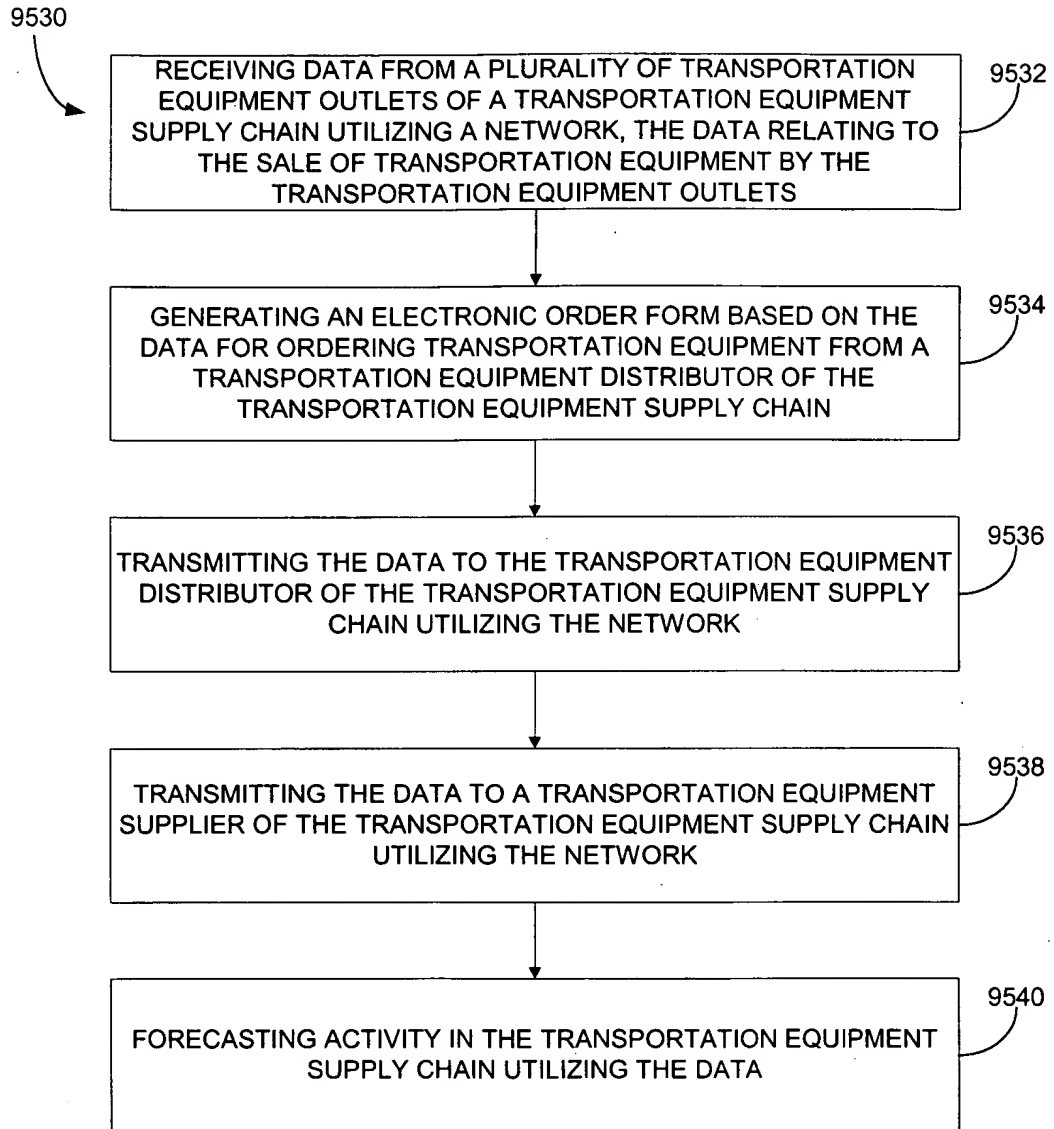 9530
RECEIVING DATA FROM A PLURALITY OF TRANSPORTATION
EQUIPMENT OUTLETS OF A TRANSPORTATION EQUIPMENT
SUPPLY CHAIN UTILIZING A NETWORK, THE DATA RELATING TO
THE SALE OF TRANSPORTATION EQUIPMENT BY THE
TRANSPORTATION EQUIPMENT OUTLETS
9532
GENERATING AN ELECTRONIC ORDER FORM BASED ON THE
DATA FOR ORDERING TRANSPORTATION EQUIPMENT FROM A
TRANSPORTATION EQUIPMENT DISTRIBUTOR OF THE
TRANSPORTATION EQUIPMENT SUPPLY CHAIN
9534
TRANSMITTING THE DATA TO THE TRANSPORTATION EQUIPMENT
DISTRIBUTOR OF THE TRANSPORTATION EQUIPMENT SUPPLY
CHAIN UTILIZING THE NETWORK
9536
TRANSMITTING THE DATA TO A TRANSPORTATION EQUIPMENT
SUPPLIER OF THE TRANSPORTATION EQUIPMENT SUPPLY CHAIN
UTILIZING THE NETWORK
9538
FORECASTING ACTIVITY IN THE TRANSPORTATION EQUIPMENT
SUPPLY CHAIN UTILIZING THE DATA
9540